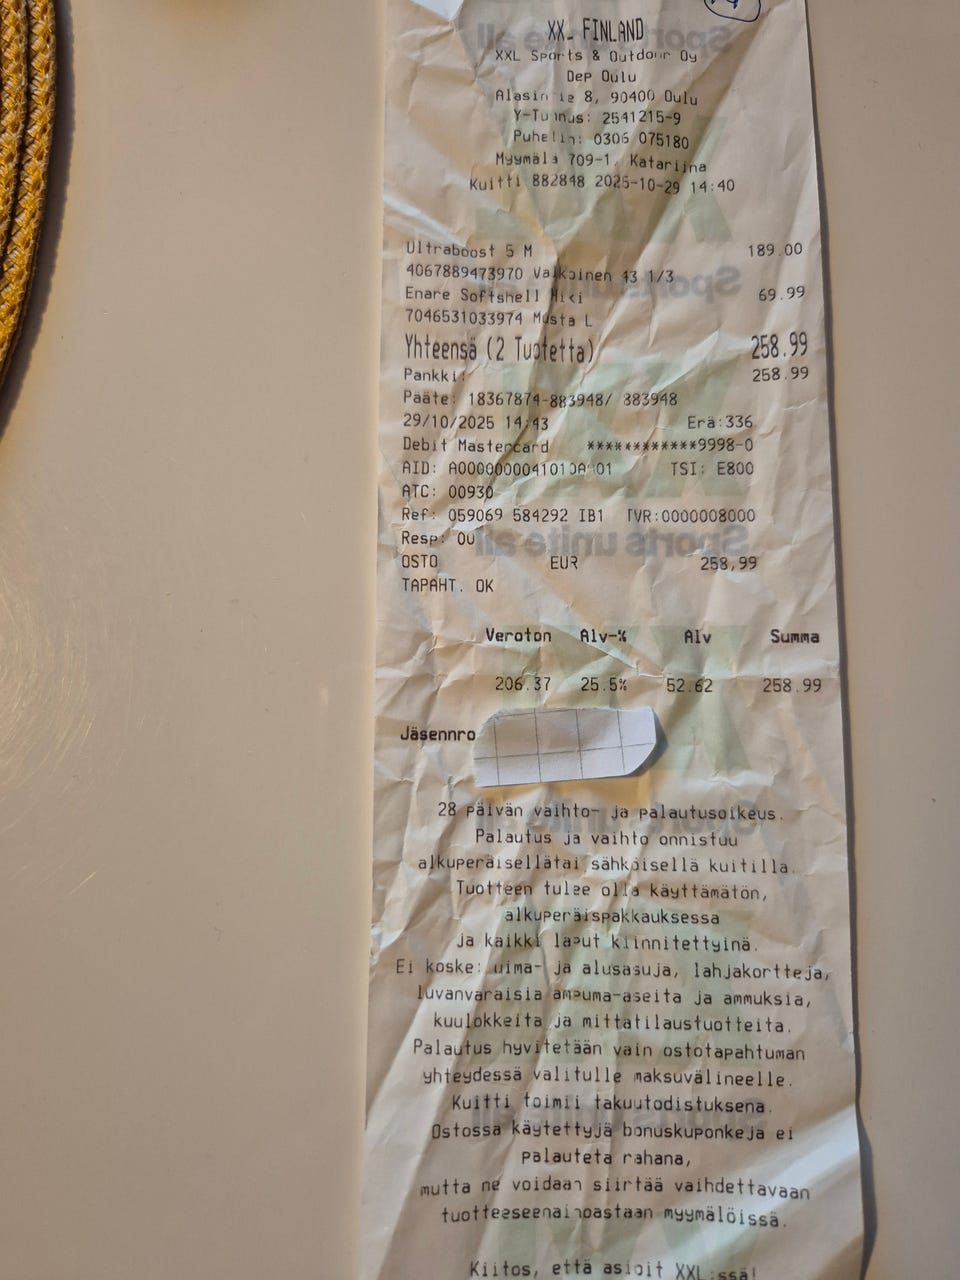 XXL FINLAND
XXL Sports & Outdoor Oy
Dep Oulu
Alasintie 8, 90400 Oulu
Y-Tunnus: 2541215-9
Puhelin: 0306 075180
Myymälä 709-1, Katariina
Kuitti 882848 2025-10-29 14:40
Ultraboost 5 M 189.00
4067889473970 Valkoinen 43 1/3
Enare Softshell Miki 69.99
7046531033974 Musta L
Yhteensä (2 Tuotetta) 258.99
Pankki: 258.99
Pääte: 18367874-883948/ 883948
29/10/2025 14:43 Erä:336
Debit Mastercard ************9998-0
AID: TSI: E800
ATC: 00930
Ref: 059069 584292 IB1 TVR:0000008000
Resp: 00
OSTO EUR 258,99
TAPAHT. OK
Veroton Alv-% Alv Summa
206.37 25.5% 52.62 258.99
Jäsennro
28 päivän vaihto- ja palautusoikeus.
Palautus ja vaihto onnistuu
alkuperäisellätai sähköisellä kuitilla.
Tuotteen tulee olla käyttämätön,
alkuperäispakkauksessa
ja kaikki laput kiinnitettyinä.
Ei koske: uima- ja alusasuja, lahjakortteja,
luvanvaraisia ampuma-aseita ja ammuksia,
kuulokkeita ja mittatilaustuotteita.
Palautus hyvitetään vain ostotapahtuman
yhteydessä valitulle maksuvälineelle.
Kuitti toimii takuutodistuksena.
Ostossa käytettyjä bonuskuponkeja ei
palauteta rahana,
mutta ne voidaan siirtää vaihdettavaan
tuotteeseenainoastaan myymälöissä.
Kiitos, että asioit XXL:ssä!